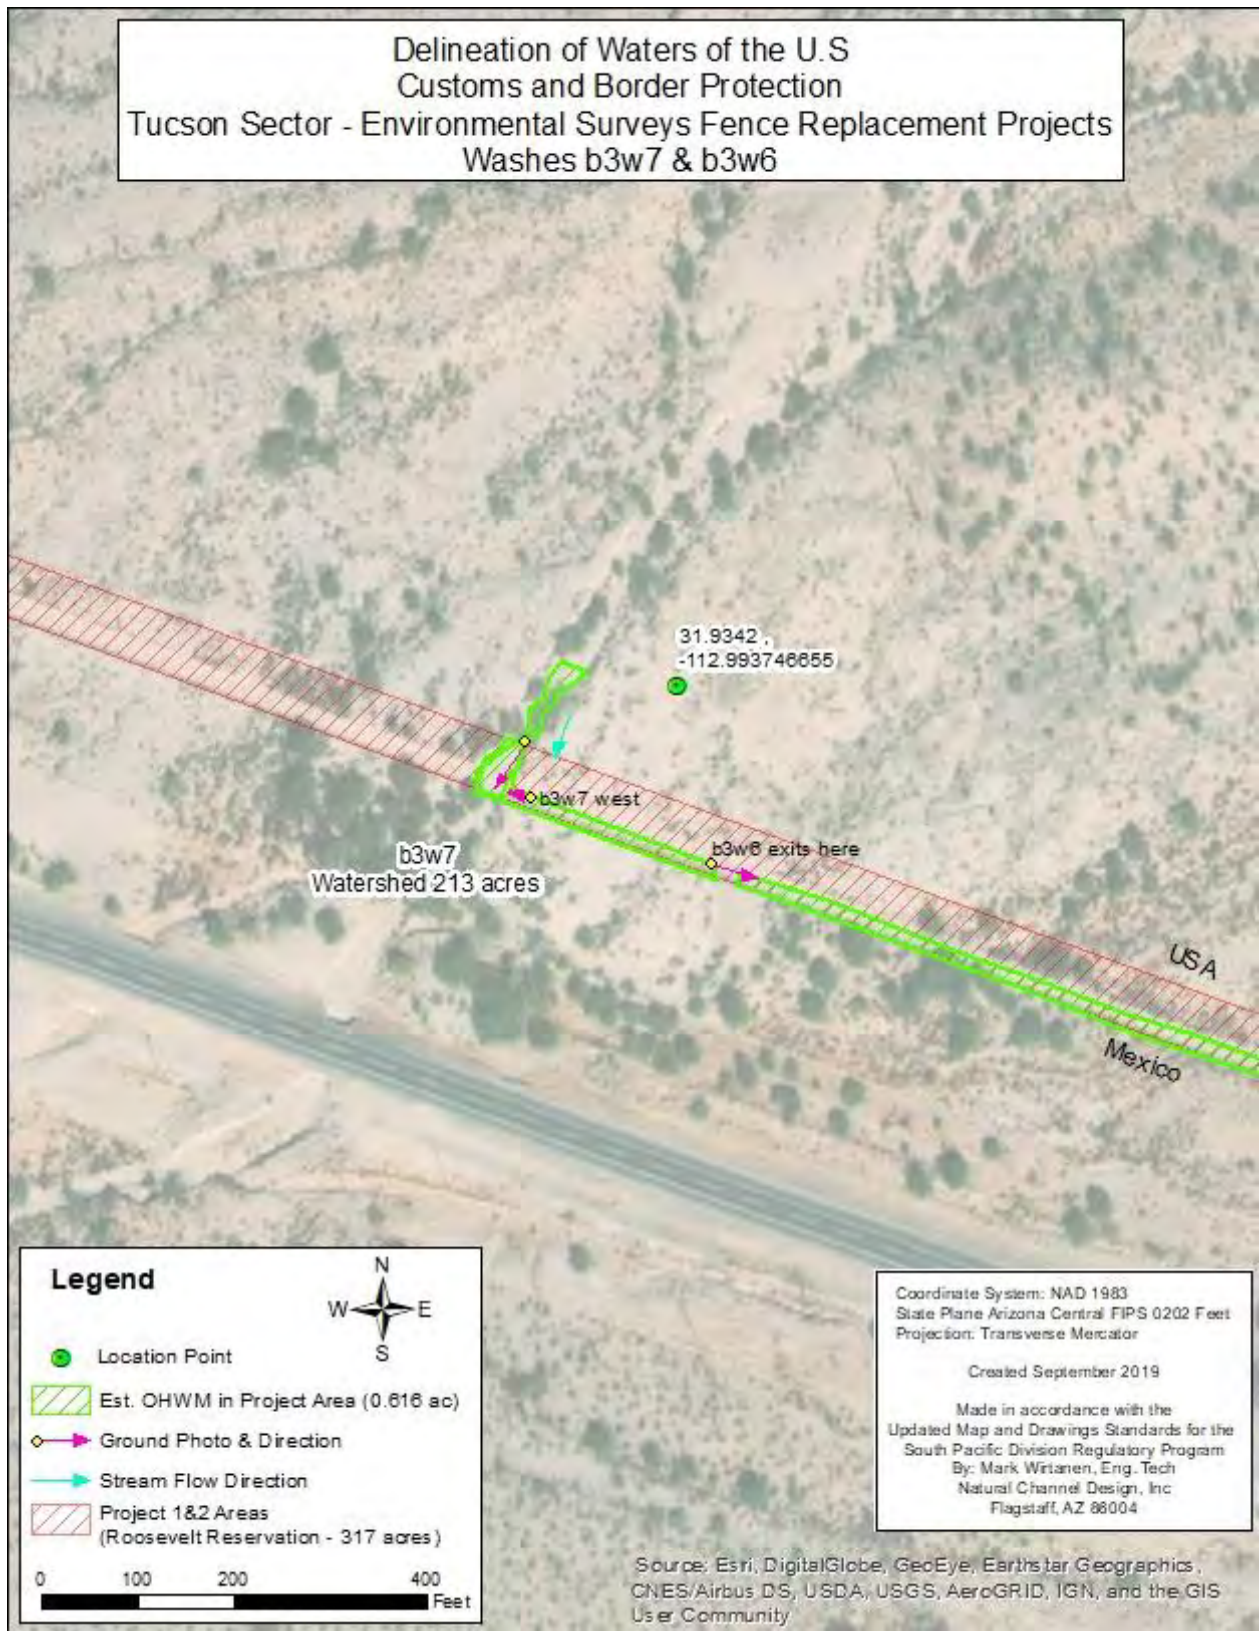 Delineation of Waters of the U.S
Customs and Border Protection
Tucson Sector - Environmental Surveys Fence Replacement Projects
Washes b3w7 & b3w6
31.9342 ,
-112.993746655
b3w7 west
b3w6 exits here
b3w7
Watershed 213 acres
USA
Mexico
Legend
N
W E
S
Location Point
Est. OHWM in Project Area (0.616 ac)
Ground Photo & Direction
Stream Flow Direction
Project 1&2 Areas
(Roosevelt Reservation - 317 acres)
0 100 200 400
Feet
Coordinate System: NAD 1983
State Plane Arizona Central FIPS 0202 Feet
Projection: Transverse Mercator
Created September 2019
Made in accordance with the
Updated Map and Drawings Standards for the
South Pacific Division Regulatory Program
By: Mark Wirtanen, Eng. Tech
Natural Channel Design, Inc
Flagstaff, AZ 86004
Source: Esri, DigitalGlobe, GeoEye, Earthstar Geographics,
CNES/Airbus DS, USDA, USGS, AeroGRID, IGN, and the GIS
User Community